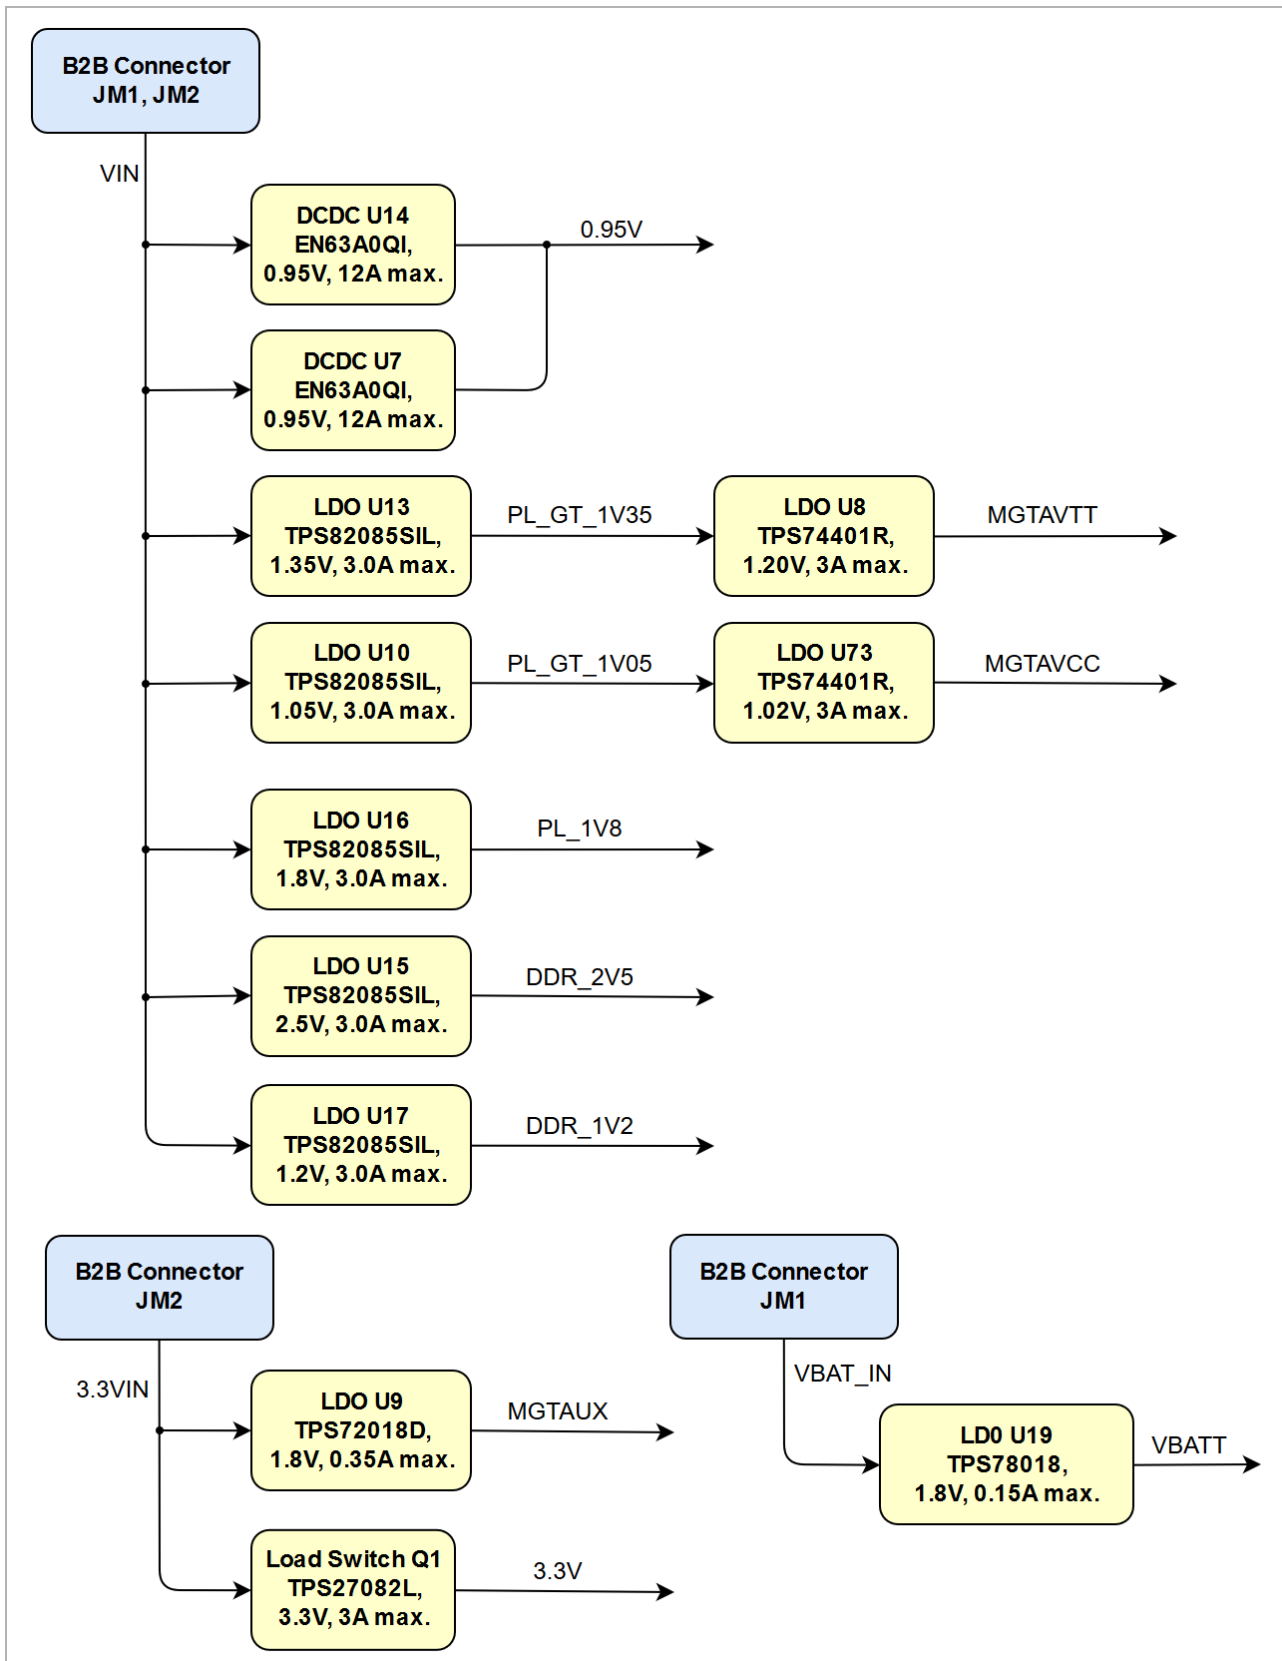 B2B Connector
JM1, JM2
VIN
DCDC U14
EN63A0QI,
0.95V, 12A max.
0.95V
DCDC U7
EN63A0QI,
0.95V, 12A max.
LDO U13
TPS82085SIL,
1.35V, 3.0A max.
PL_GT_1V35
LDO U8
TPS74401R,
1.20V, 3A max.
MGTAVTT
LDO U10
TPS82085SIL,
1.05V, 3.0A max.
PL_GT_1V05
LDO U73
TPS74401R,
1.02V, 3A max.
MGTAVCC
LDO U16
TPS82085SIL,
1.8V, 3.0A max.
PL_1V8
LDO U15
TPS82085SIL,
2.5V, 3.0A max.
DDR_2V5
LDO U17
TPS82085SIL,
1.2V, 3.0A max.
DDR_1V2
B2B Connector
JM2
3.3VIN
LDO U9
TPS72018D,
1.8V, 0.35A max.
MGTAUX
Load Switch Q1
TPS27082L,
3.3V, 3A max.
3.3V
B2B Connector
JM1
VBAT_IN
LD0 U19
TPS78018,
1.8V, 0.15A max.
VBATT